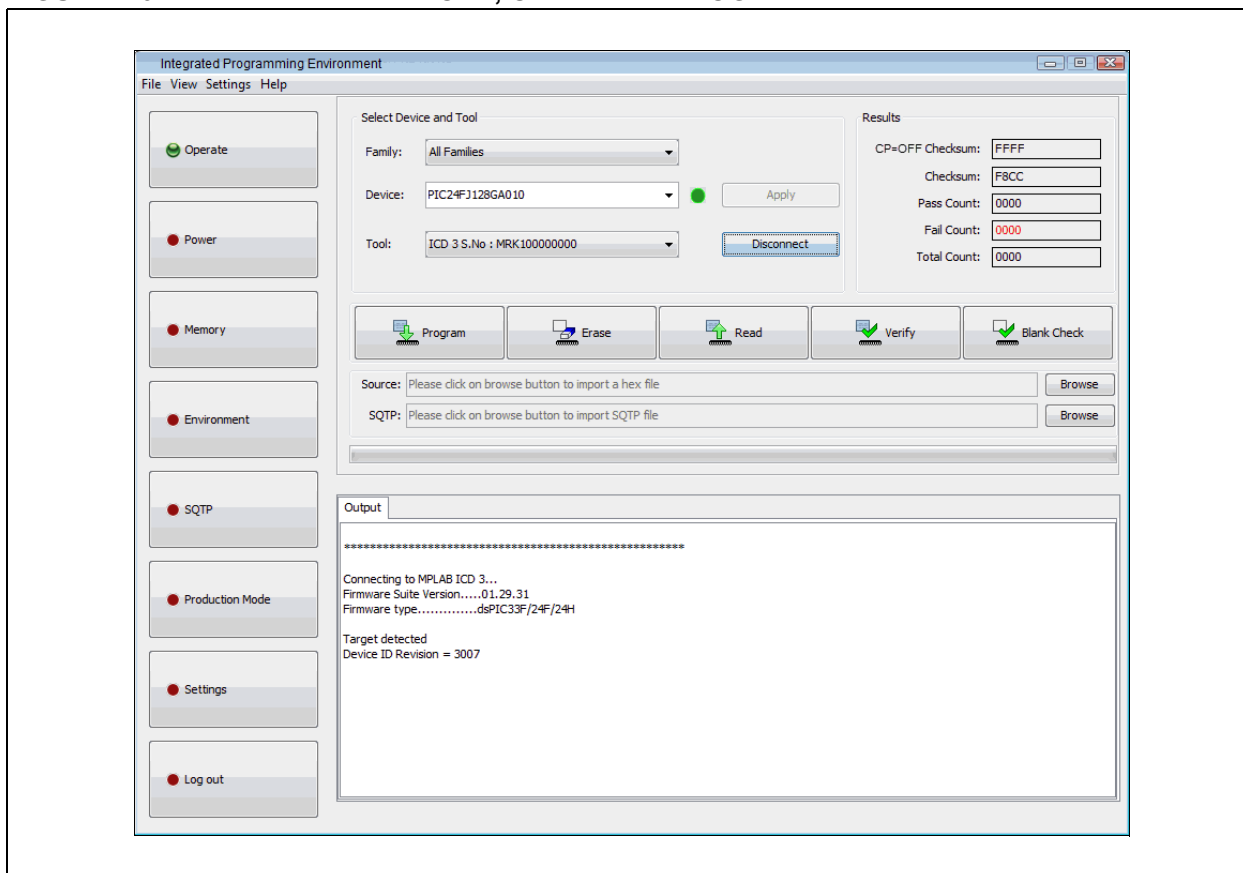 Integrated Programming Environment
File View Settings Help
Operate
Power
Memory
Environment
SQTP
Production Mode
Settings
Log out
Select Device and Tool
Family: All Families
Device: PIC24FJ128GA010 Apply
Tool: ICD 3 S.No : MRK100000000 Disconnect
Results
CP=OFF Checksum: FFFF
Checksum: F8CC
Pass Count: 0000
Fail Count: 0000
Total Count: 0000
Program Erase Read Verify Blank Check
Source: Please click on browse button to import a hex file Browse
SQTP: Please click on browse button to import SQTP file Browse
Output
*****************************************************
Connecting to MPLAB ICD 3...
Firmware Suite Version.....01.29.31
Firmware type..............dsPIC33F/24F/24H
Target detected
Device ID Revision = 3007